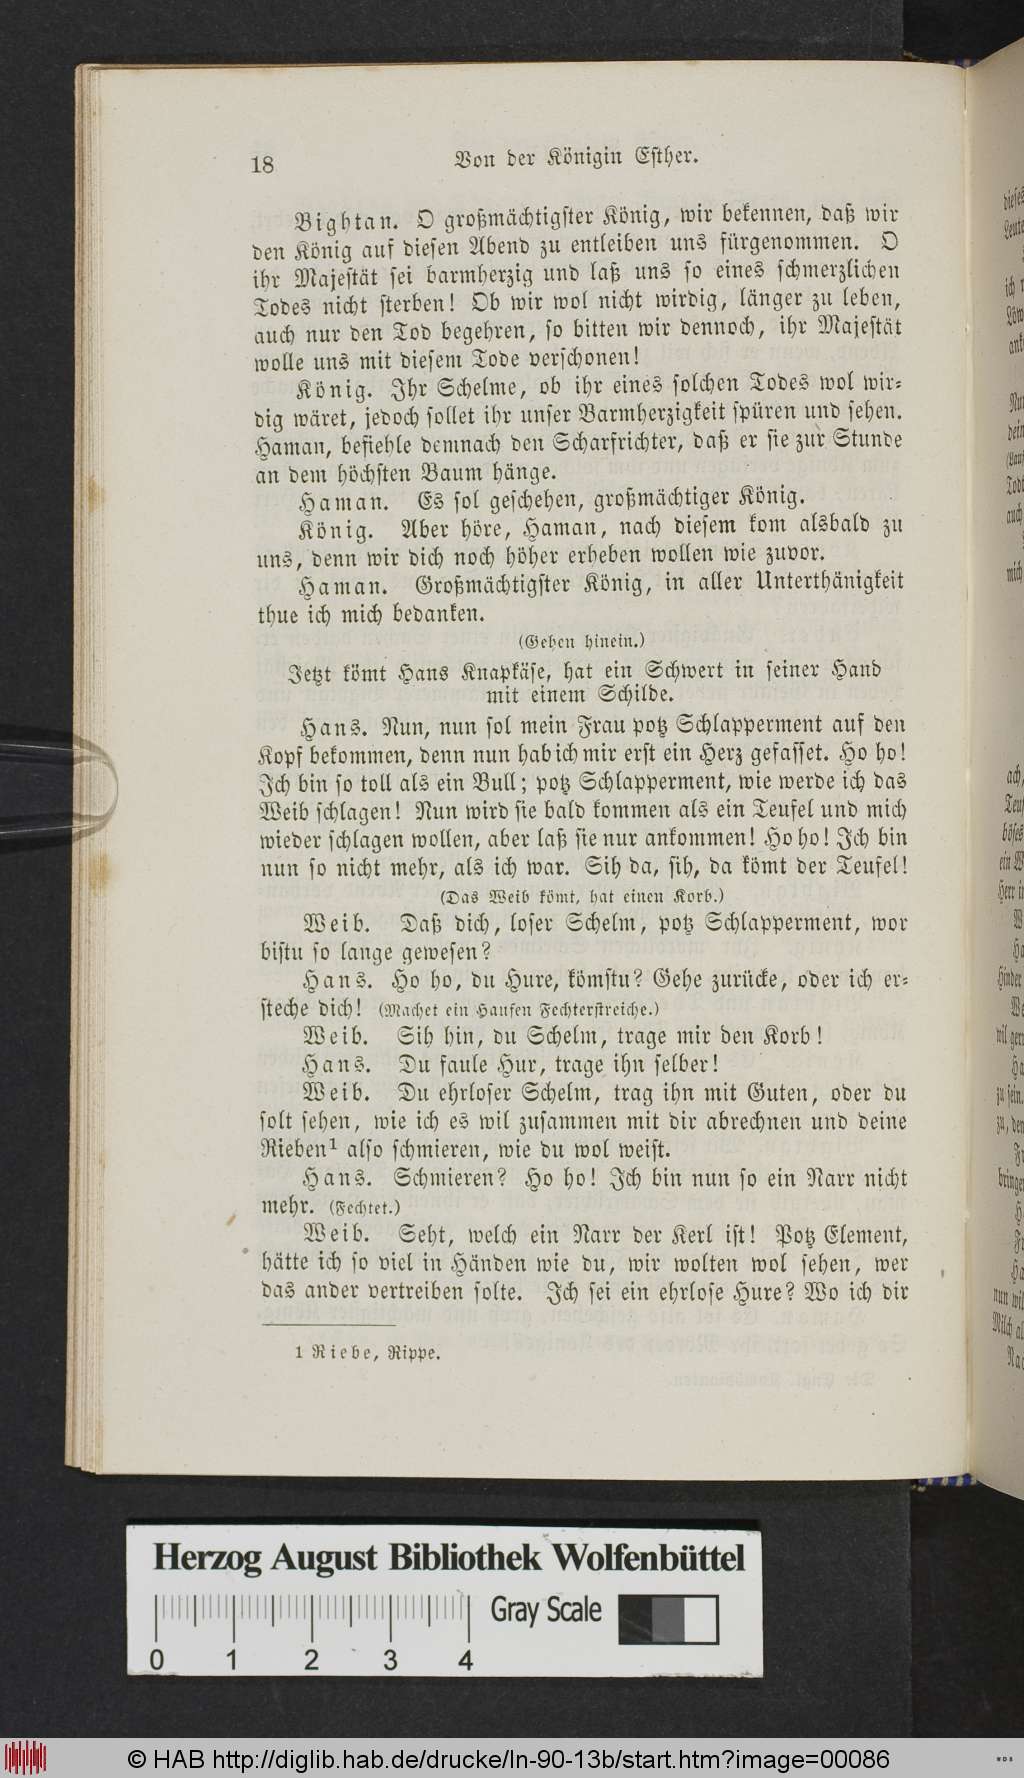 18
Von der Königin Esther.
Bightan. O großmächtigster König, wir bekennen, daß wir
den König auf diesen Abend zu entleiben uns fürgenommen. O
ihr Majestät sei barmherzig und laß uns so eines schmerzlichen
Todes nicht sterben! Ob wir wol nicht wirdig, länger zu leben,
auch nur den Tod begehren, so bitten wir dennoch, ihr Majestät
wolle uns mit diesem Tode verschonen!
König. Ihr Schelme, ob ihr eines solchen Todes wol wir-
dig wäret, jedoch sollet ihr unser Barmherzigkeit spüren und sehen.
Haman, befiehle demnach den Scharfrichter, daß er sie zur Stunde
an dem höchsten Baum hänge.
Haman. Es sol geschehen, großmächtiger König.
König. Aber höre, Haman, nach diesem kom alsbald zu
uns, denn wir dich noch höher erheben wollen wie zuvor.
Haman. Großmächtigster König, in aller Unterthänigkeit
thue ich mich bedanken.
(Gehen hinein.)
Jetzt kömt Hans Knapkäse, hat ein Schwert in seiner Hand
mit einem Schilde.
Hans. Nun, nun sol mein Frau potz Schlapperment auf den
Kopf bekommen, denn nun hab ich mir erst ein Herz gefasset. Ho ho!
Ich bin so toll als ein Bull; potz Schlapperment, wie werde ich das
Weib schlagen! Nun wird sie bald kommen als ein Teufel und mich
wieder schlagen wollen, aber laß sie nur ankommen! Ho ho! Ich bin
nun so nicht mehr, als ich war. Sih da, sih, da kömt der Teufel!
(Das Weib kömt, hat einen Korb.)
Weib. Daß dich, loser Schelm, potz Schlapperment, wor
bistu so lange gewesen?
Hans. Ho ho, du Hure, kömstu? Gehe zurücke, oder ich er-
steche dich! (Machet ein Haufen Fechterstreiche.)
Weib. Sih hin, du Schelm, trage mir den Korb!
Hans. Du faule Hur, trage ihn selber!
Weib. Du ehrloser Schelm, trag ihn mit Guten, oder du
solt sehen, wie ich es wil zusammen mit dir abrechnen und deine
Rieben¹ also schmieren, wie du wol weist.
Hans. Schmieren? Ho ho! Ich bin nun so ein Narr nicht
mehr. (Fechtet.)
Weib. Seht, welch ein Narr der Kerl ist! Potz Element,
hätte ich so viel in Händen wie du, wir wolten wol sehen, wer
das ander vertreiben solte. Ich sei ein ehrlose Hure? Wo ich dir
1 Riebe, Rippe.
Herzog August Bibliothek Wolfenbüttel
Gray Scale
0 1 2 3 4
© HAB http://diglib.hab.de/drucke/ln-90-13b/start.htm?image=00086